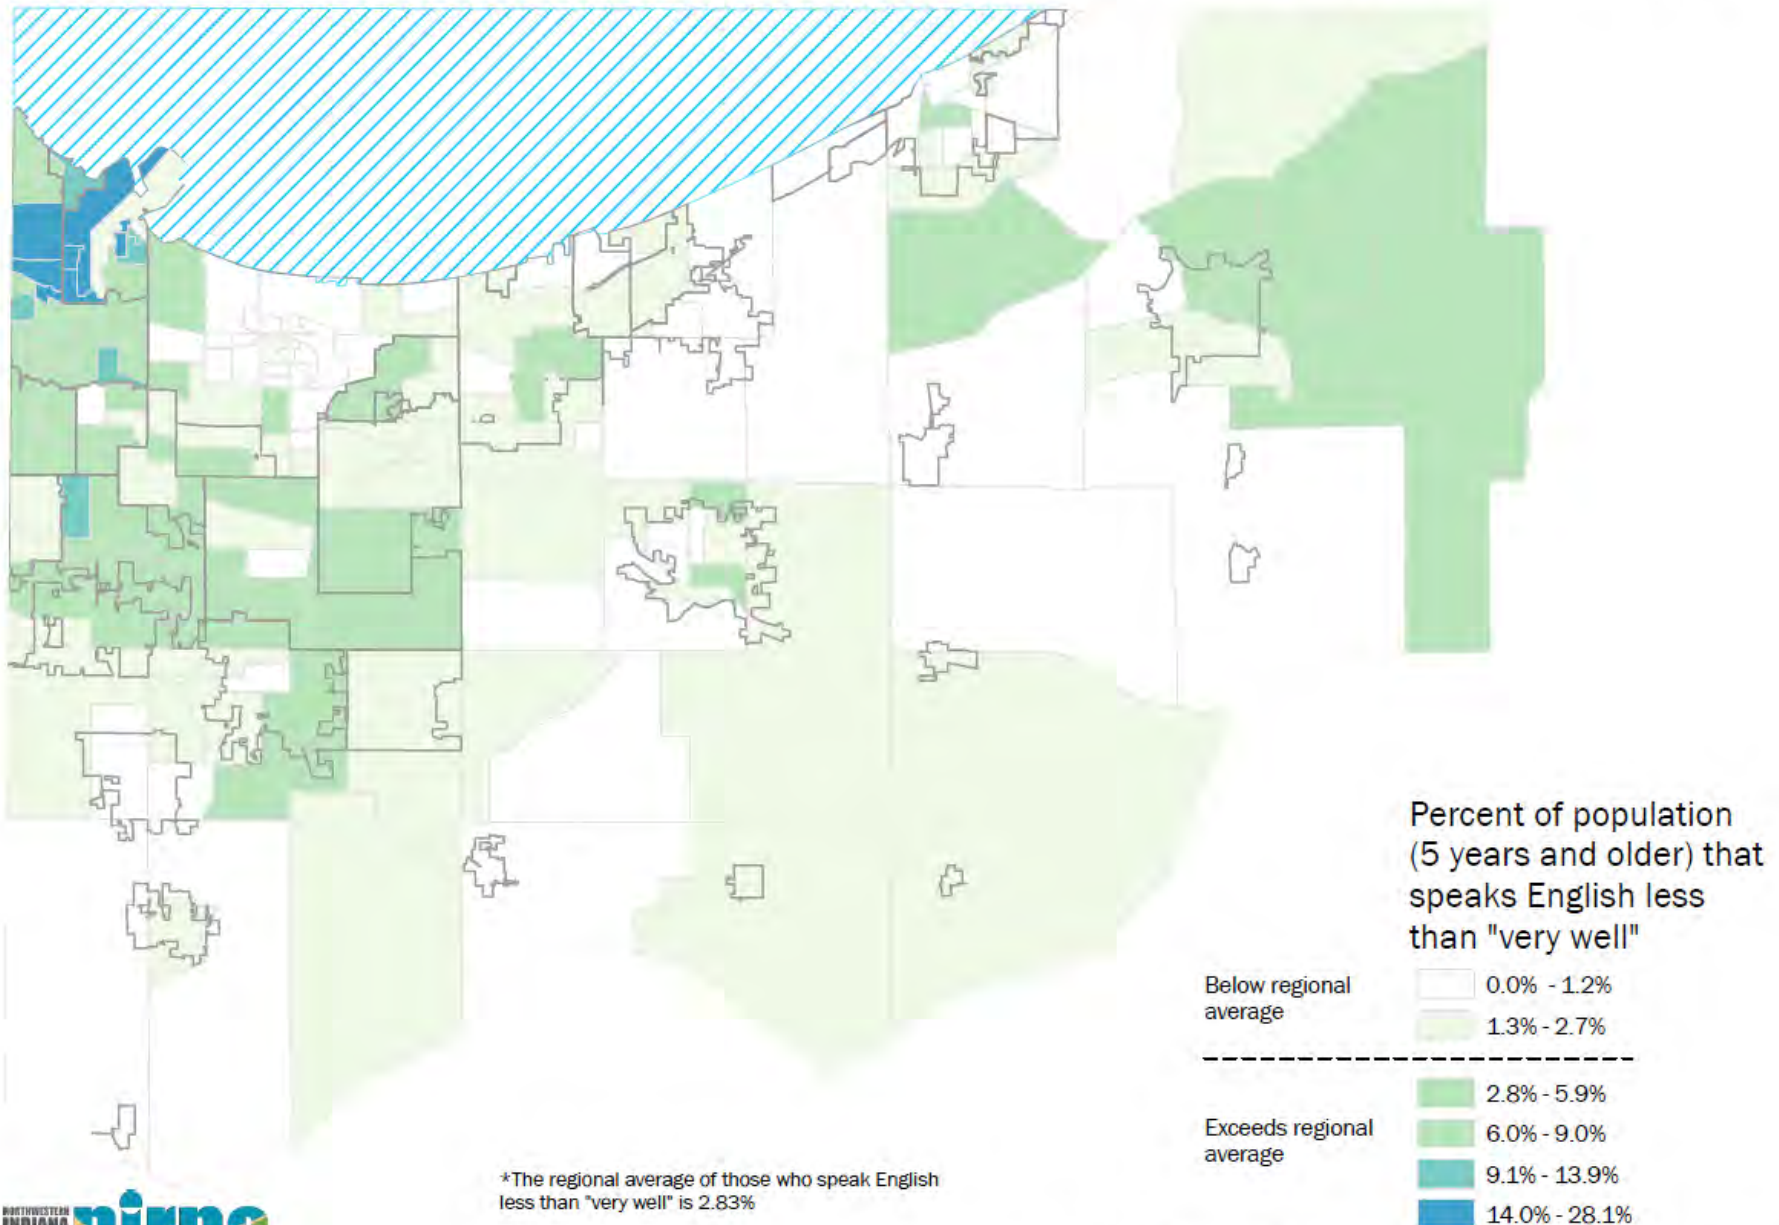 Percent of population
(5 years and older) that
speaks English less
than "very well"
Below regional
average
0.0% - 1.2%
1.3% - 2.7%
Exceeds regional
average
2.8% - 5.9%
6.0% - 9.0%
9.1% - 13.9%
14.0% - 28.1%
*The regional average of those who speak English
less than "very well" is 2.83%
NORTHWESTERN
INDIANA
nirpc